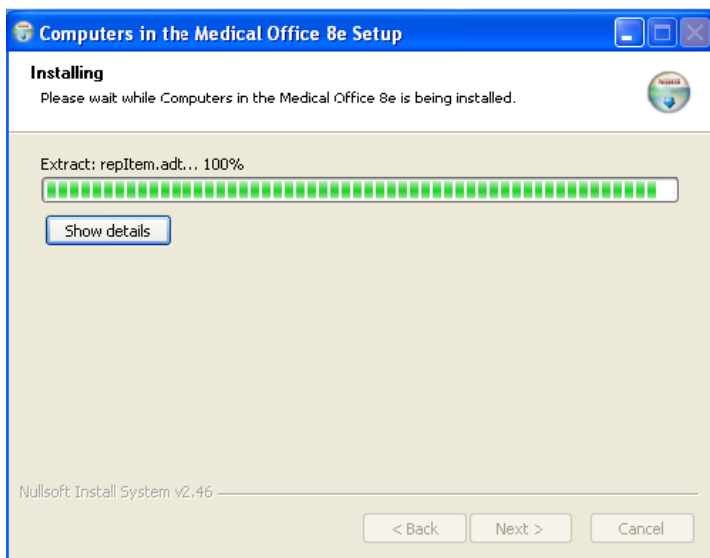 Computers in the Medical Office 8e Setup
Installing
Please wait while Computers in the Medical Office 8e is being installed.
Extract: repItem.adt... 100%
Show details
Nullsoft Install System v2.46
< Back Next > Cancel